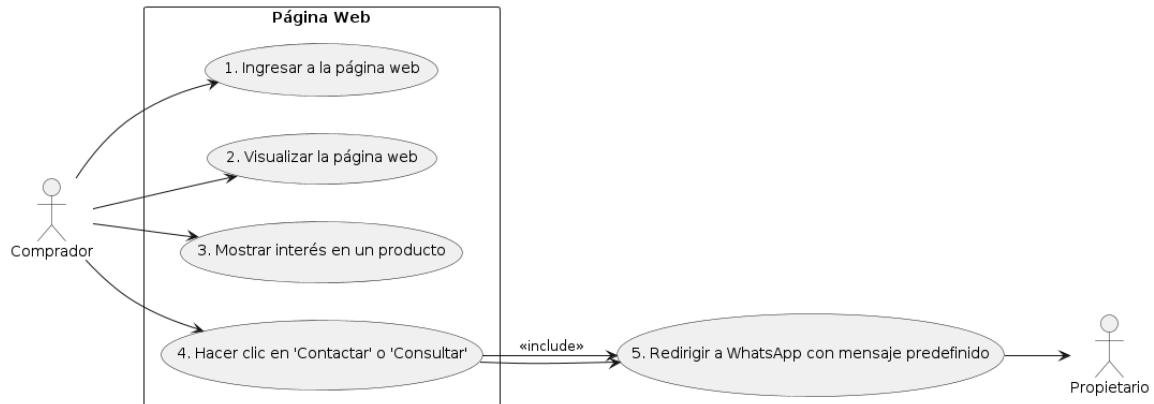 Página Web
1. Ingresar a la página web
2. Visualizar la página web
3. Mostrar interés en un producto
Comprador
4. Hacer clic en 'Contactar' o 'Consultar'
«include»
5. Redirigir a WhatsApp con mensaje predefinido
Propietario